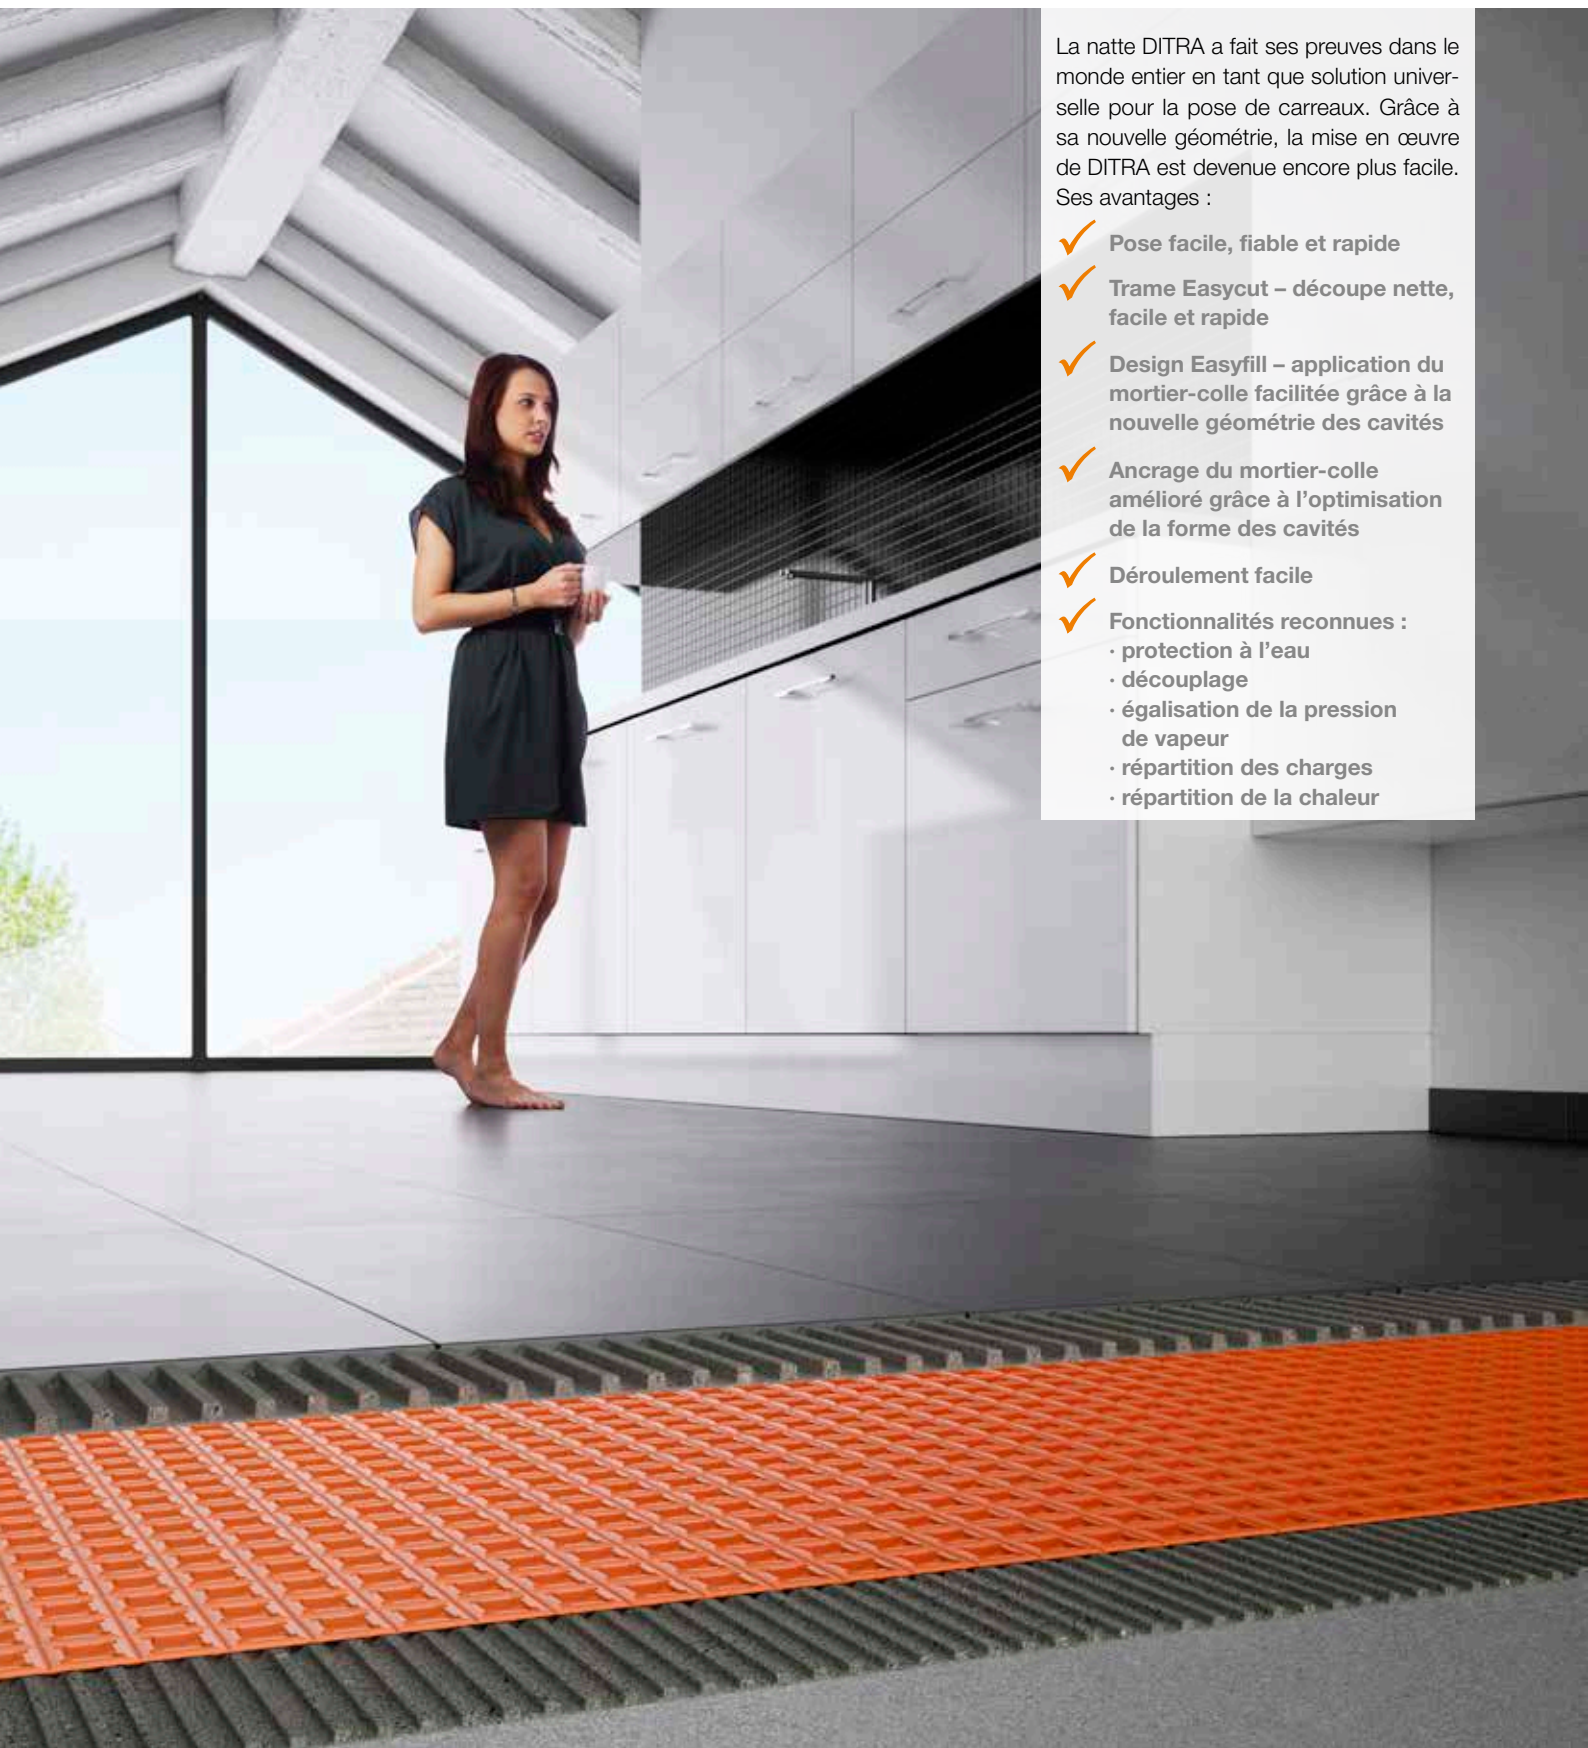 La natte DITRA a fait ses preuves dans le
monde entier en tant que solution univer-
selle pour la pose de carreaux. Grâce à
sa nouvelle géométrie, la mise en œuvre
de DITRA est devenue encore plus facile.
Ses avantages :
Pose facile, fiable et rapide
Trame Easycut – découpe nette,
facile et rapide
Design Easyfill – application du
mortier-colle facilitée grâce à la
nouvelle géométrie des cavités
Ancrage du mortier-colle
amélioré grâce à l’optimisation
de la forme des cavités
Déroulement facile
Fonctionnalités reconnues :
· protection à l’eau
· découplage
· égalisation de la pression
de vapeur
· répartition des charges
· répartition de la chaleur